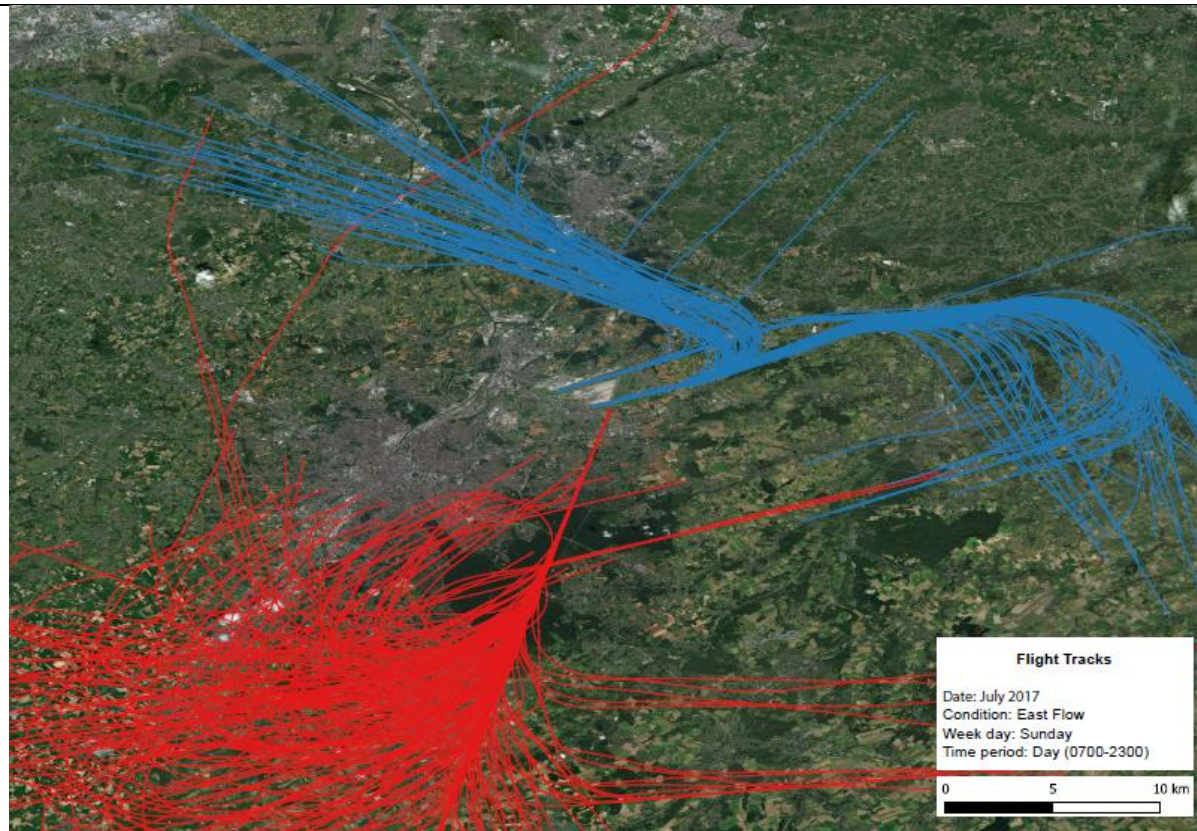 Flight Tracks
Date: July 2017
Condition: East Flow
Week day: Sunday
Time period: Day (0700-2300)
0 5 10 km